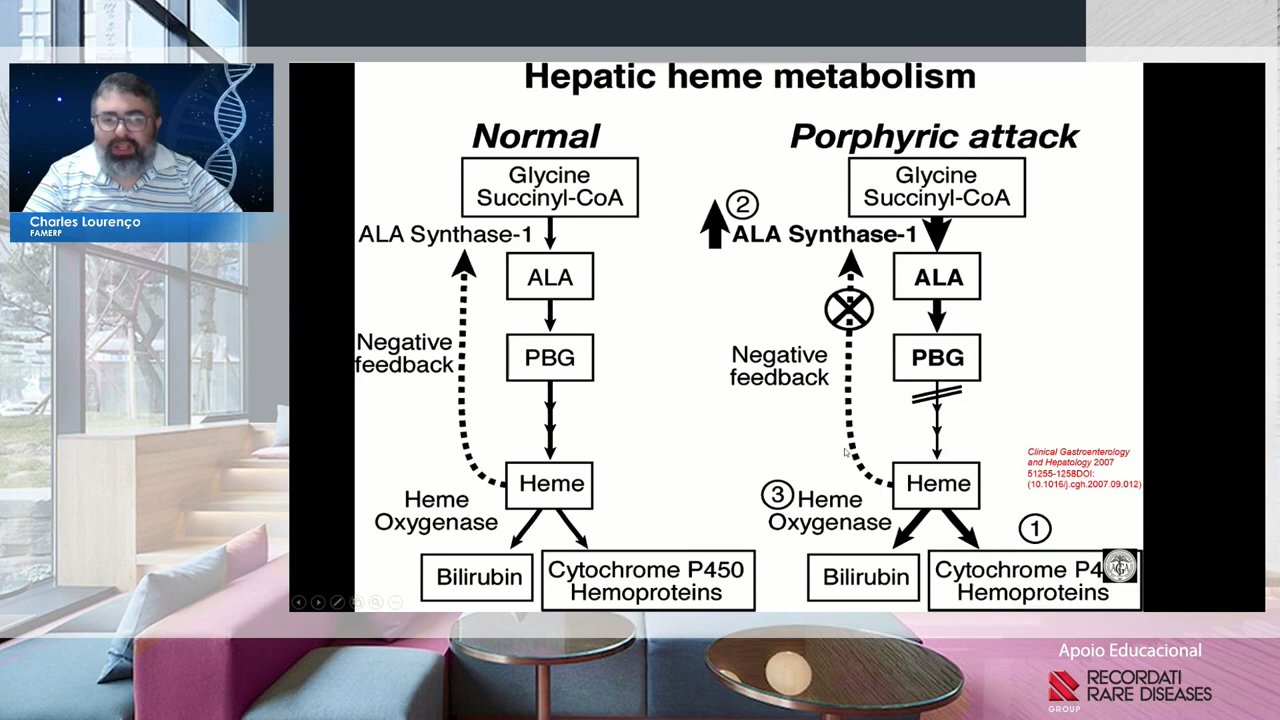 Charles Lourenço
FAMERP
Hepatic heme metabolism
Normal
Glycine
Succinyl-CoA
ALA Synthase-1
ALA
Negative
feedback
PBG
Heme
Heme
Oxygenase
Bilirubin
Cytochrome P450
Hemoproteins
Porphyric attack
Glycine
Succinyl-CoA
2
ALA Synthase-1
ALA
Negative
feedback
PBG
Clinical Gastroenterology
and Hepatology 2007
51255-1258DOI:
(10.1016/j.cgh.2007.09.012)
Heme
3
Heme
Oxygenase
1
Bilirubin
Cytochrome P4
Hemoproteins
Apoio Educacional
RECORDATI
RARE DISEASES
GROUP